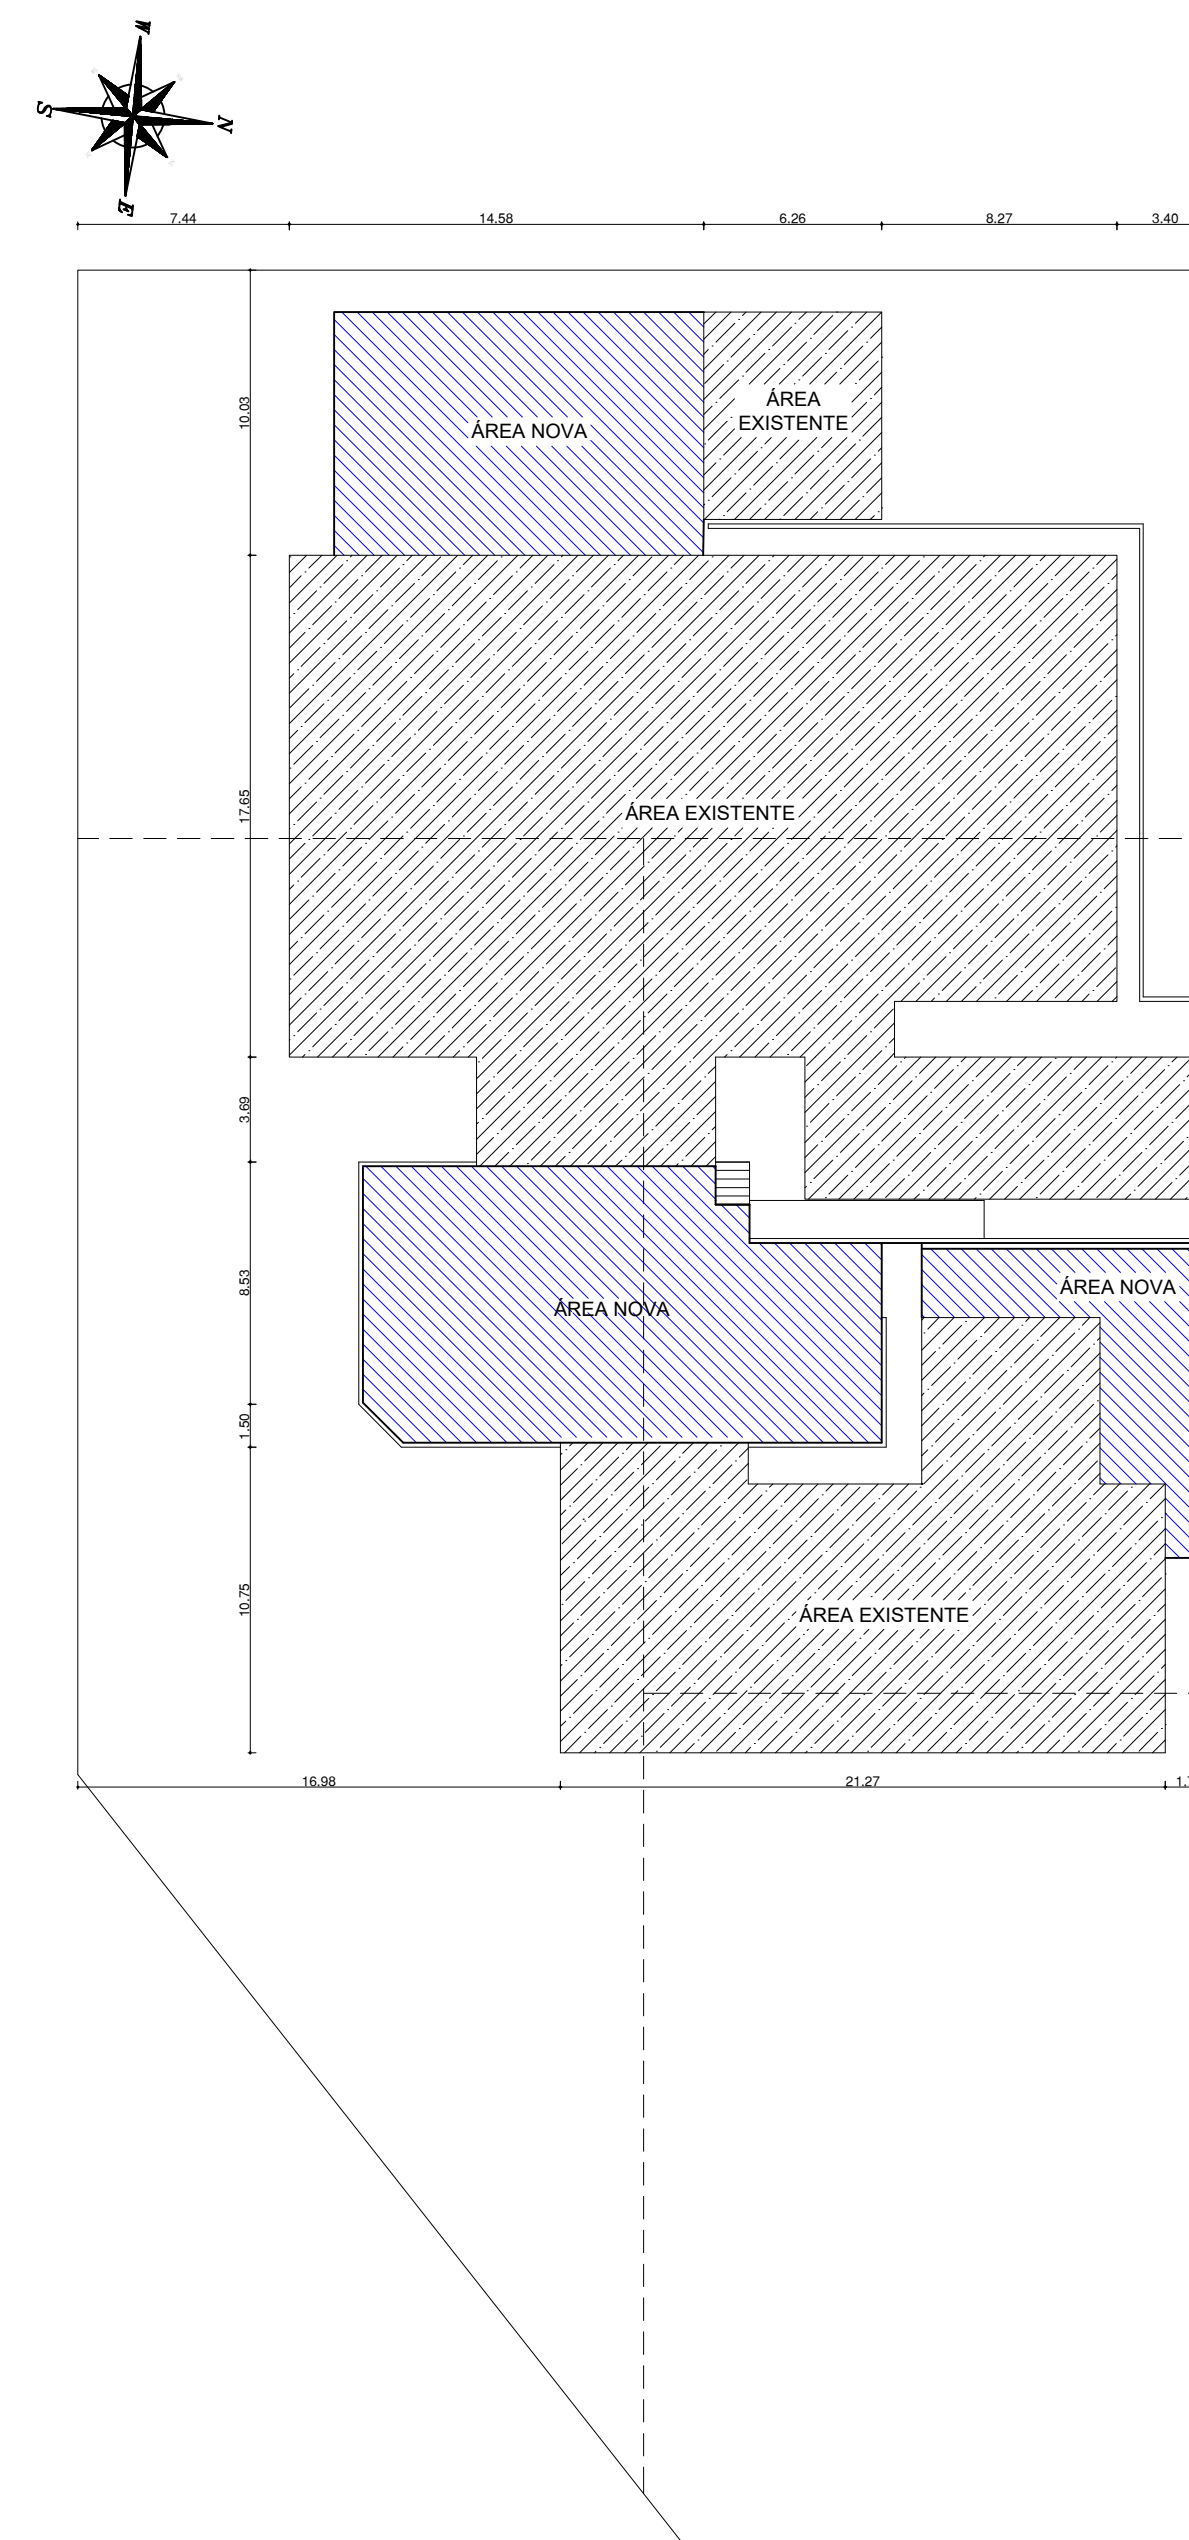 W
S
N
E
7.44
14.58
6.26
8.27
3.40
10.03
ÁREA NOVA
ÁREA
EXISTENTE
17.65
ÁREA EXISTENTE
3.69
8.53
ÁREA NOVA
ÁREA NOVA
1.50
10.75
ÁREA EXISTENTE
16.98
21.27